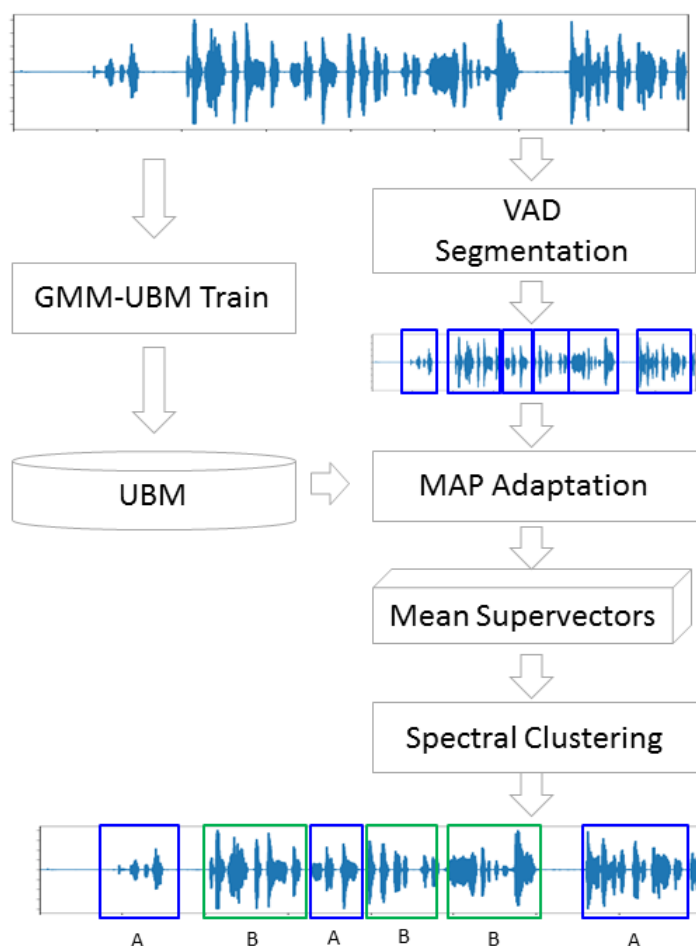 VAD
Segmentation
GMM-UBM Train
UBM
MAP Adaptation
Mean Supervectors
Spectral Clustering
A
B
A
B
B
A